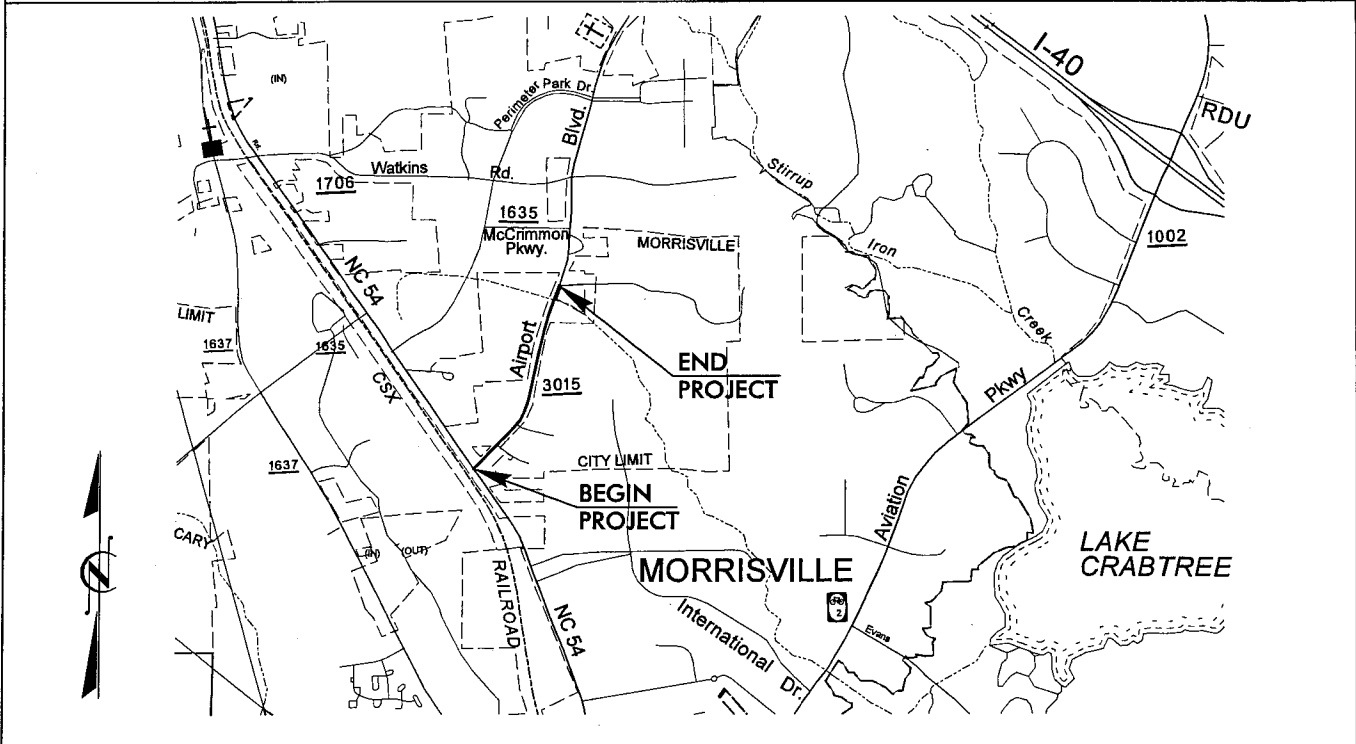 I-40
(IN)
Perimeter Park Dr.
Blvd.
RDU
Rd.
Watkins Rd.
Stirrup
1706
1635
McCrimmon
Pkwy.
MORRISVILLE
Iron
1002
NC 54
LIMIT
1637
1635
Airport
Creek
END
PROJECT
CSX
3015
Pkwy
1637
CITY LIMIT
BEGIN
PROJECT
Aviation
CARY
(IN)
(OUT)
N
RAILROAD
NC 54
MORRISVILLE
2
LAKE
CRABTREE
International Dr.
Evans